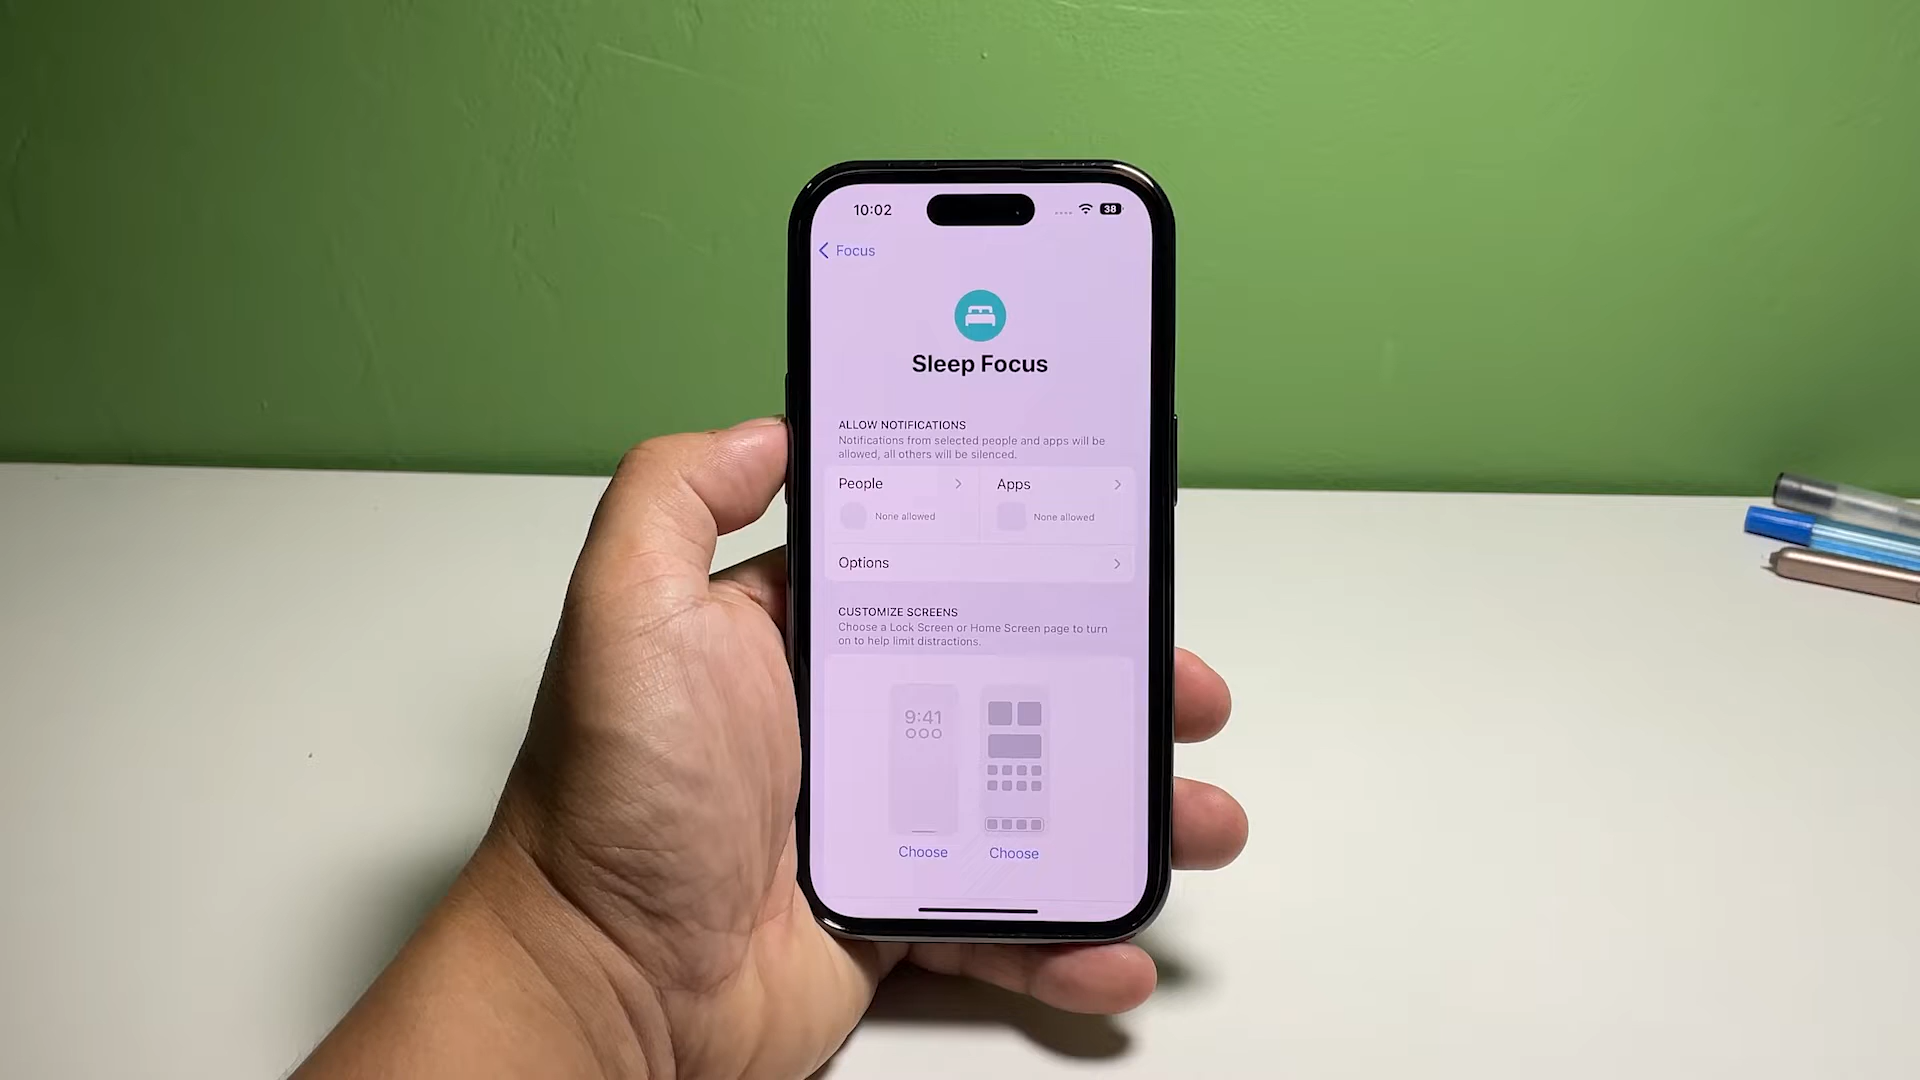 10:02
38
Focus
Sleep Focus
ALLOW NOTIFICATIONS
Notifications from selected people and apps will be
allowed, all others will be silenced.
People
Apps
None allowed
None allowed
Options
CUSTOMIZE SCREENS
Choose a Lock Screen or Home Screen page to turn
on to help limit distractions.
9:41
Choose
Choose